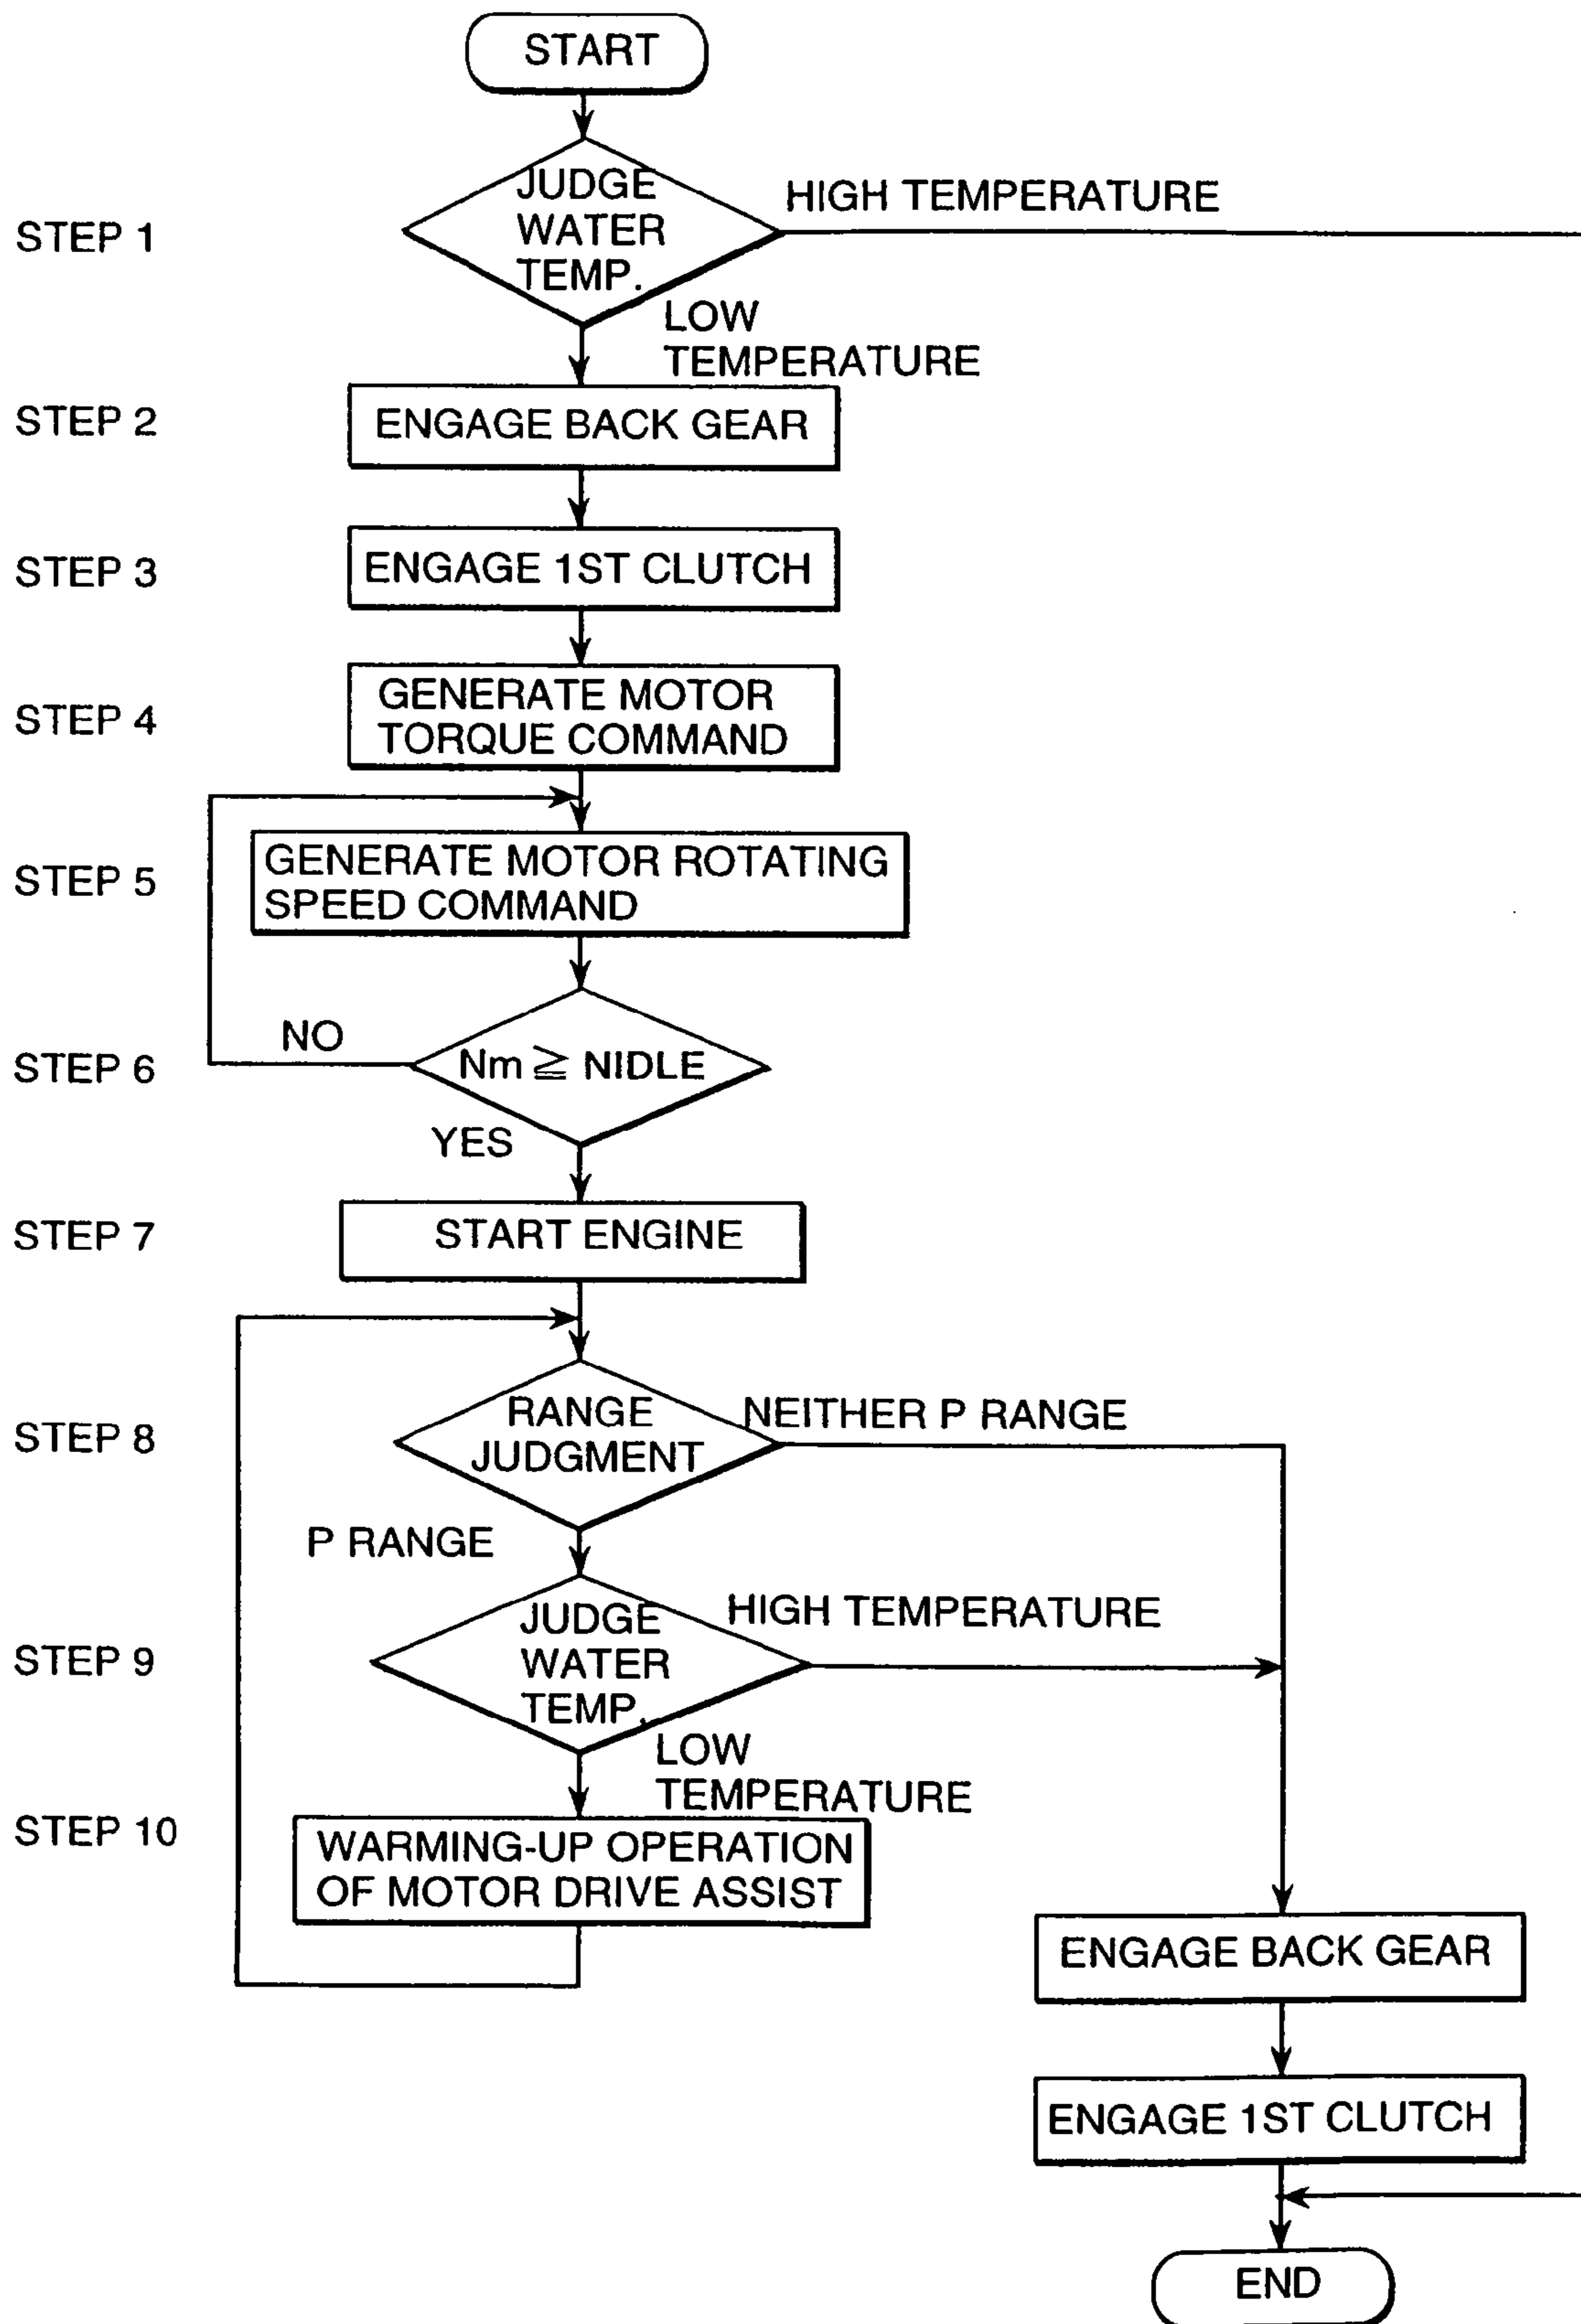 START
JUDGE
WATER
TEMP.
HIGH TEMPERATURE
STEP 1
LOW
TEMPERATURE
STEP 2
ENGAGE BACK GEAR
STEP 3
ENGAGE 1ST CLUTCH
STEP 4
GENERATE MOTOR
TORQUE COMMAND
STEP 5
GENERATE MOTOR ROTATING
SPEED COMMAND
STEP 6
NO
Nm ≧ NIDLE
YES
STEP 7
START ENGINE
STEP 8
RANGE
JUDGMENT
NEITHER P RANGE
P RANGE
STEP 9
JUDGE
WATER
TEMP.
HIGH TEMPERATURE
LOW
TEMPERATURE
STEP 10
WARMING-UP OPERATION
OF MOTOR DRIVE ASSIST
ENGAGE BACK GEAR
ENGAGE 1ST CLUTCH
END